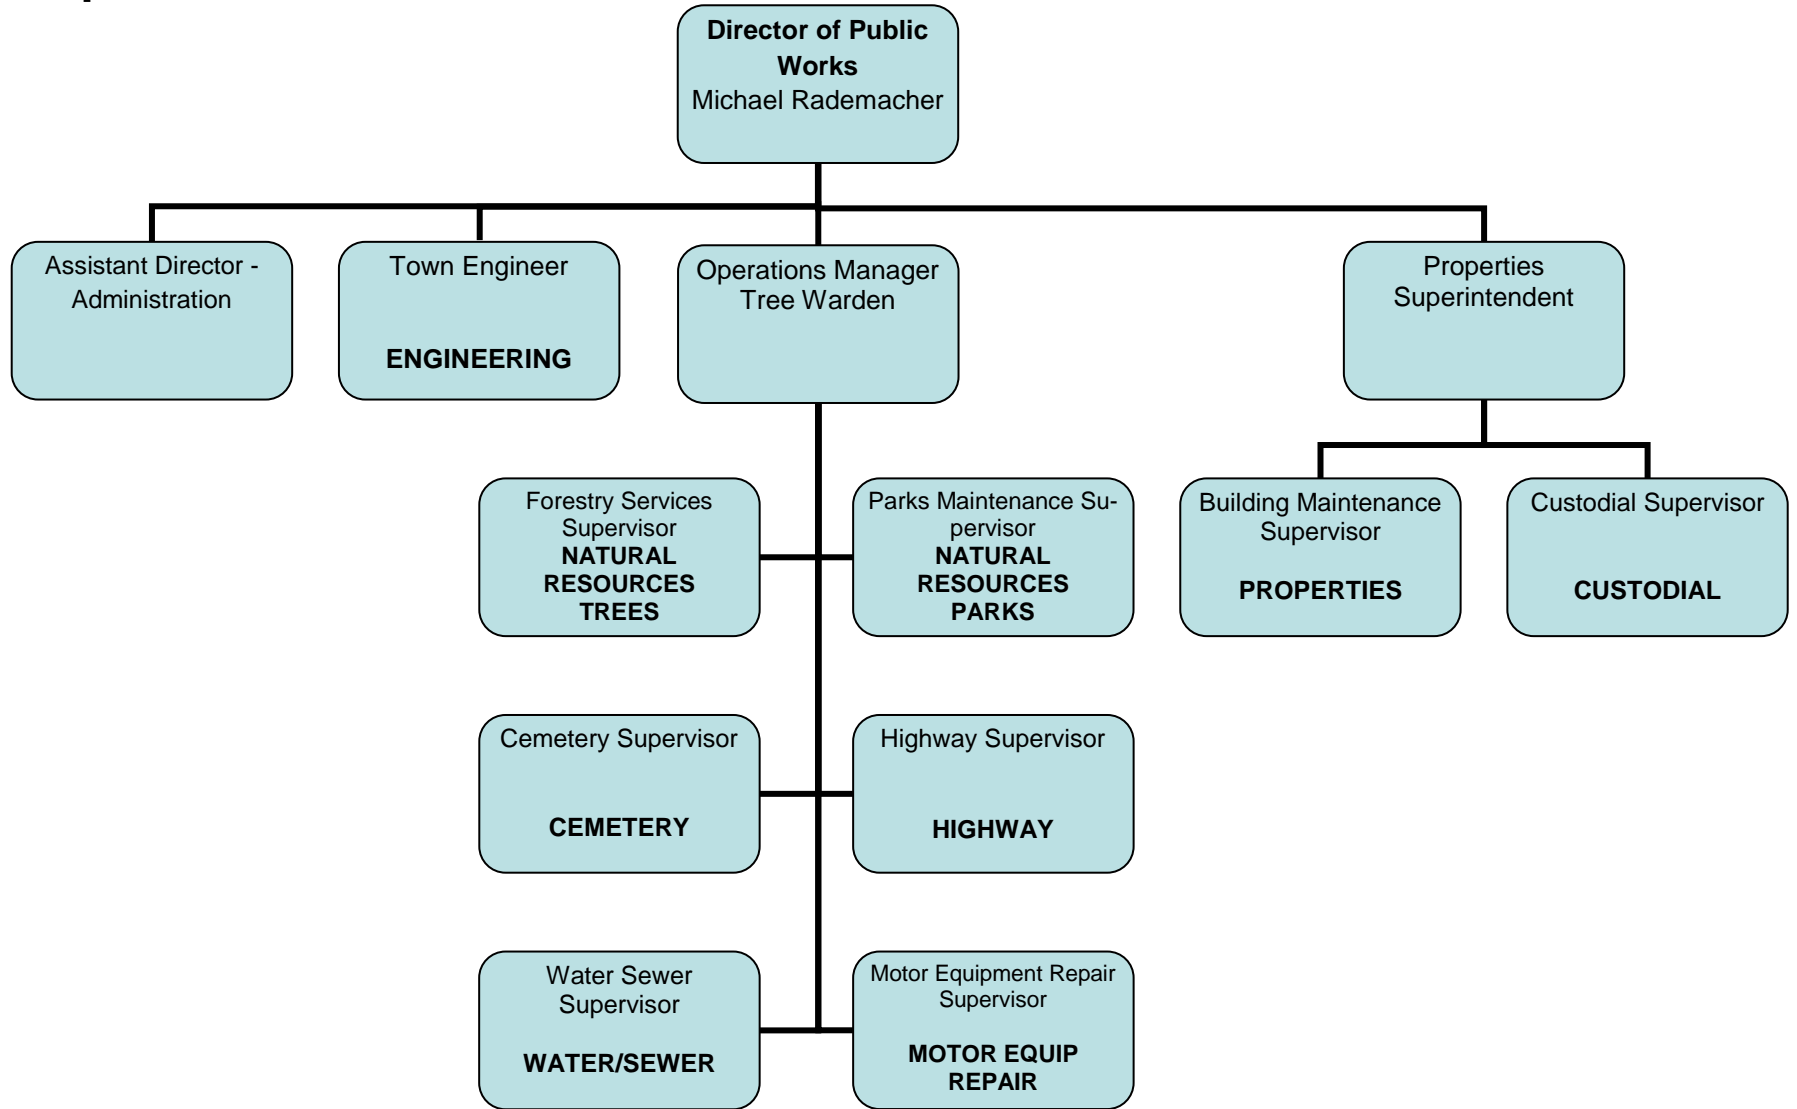 Director of Public
Works
Michael Rademacher
Assistant Director -
Administration
Town Engineer
ENGINEERING
Operations Manager
Tree Warden
Properties
Superintendent
Forestry Services
Supervisor
NATURAL
RESOURCES
TREES
Parks Maintenance Su-
pervisor
NATURAL
RESOURCES
PARKS
Building Maintenance
Supervisor
PROPERTIES
Custodial Supervisor
CUSTODIAL
Cemetery Supervisor
CEMETERY
Highway Supervisor
HIGHWAY
Water Sewer
Supervisor
WATER/SEWER
Motor Equipment Repair
Supervisor
MOTOR EQUIP
REPAIR